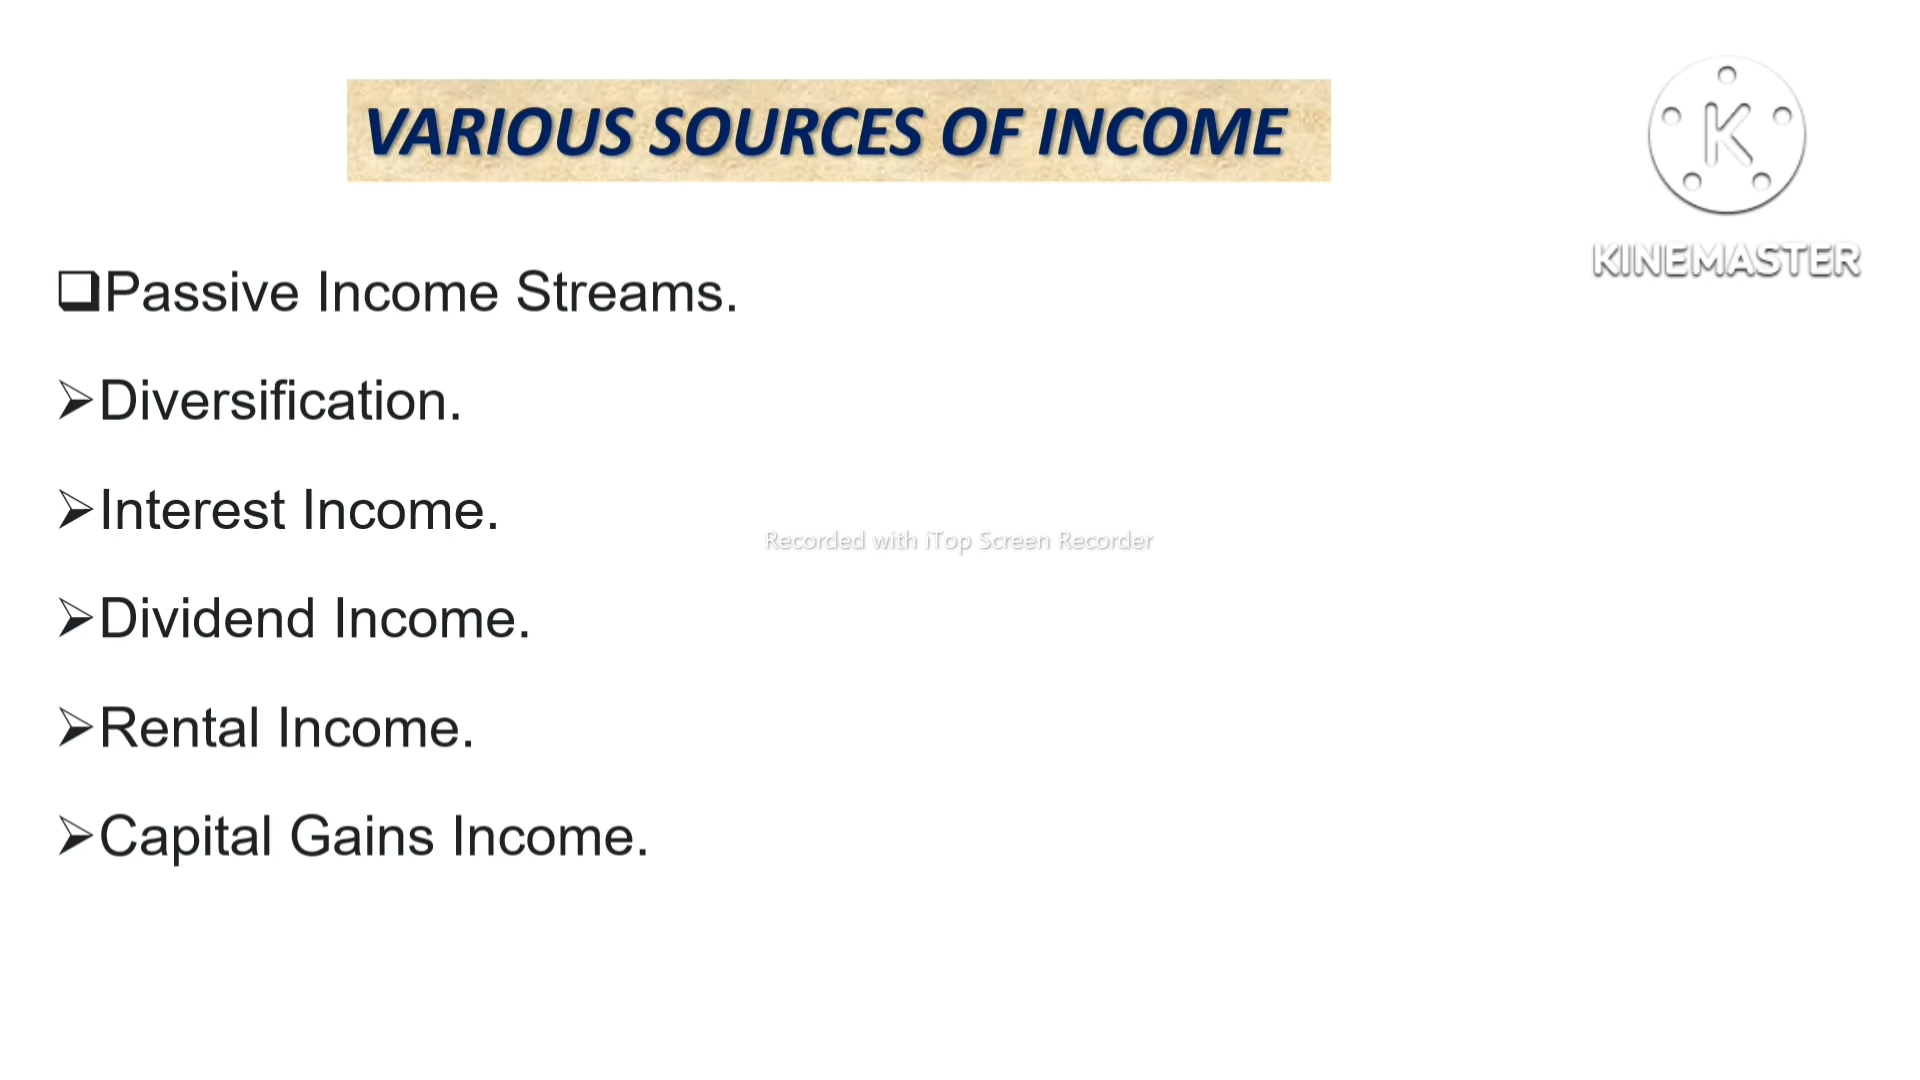 VARIOUS SOURCES OF INCOME
K
KINEMASTER
Passive Income Streams.
Diversification.
Interest Income.
Recorded with iTop Screen Recorder
Dividend Income.
Rental Income.
Capital Gains Income.